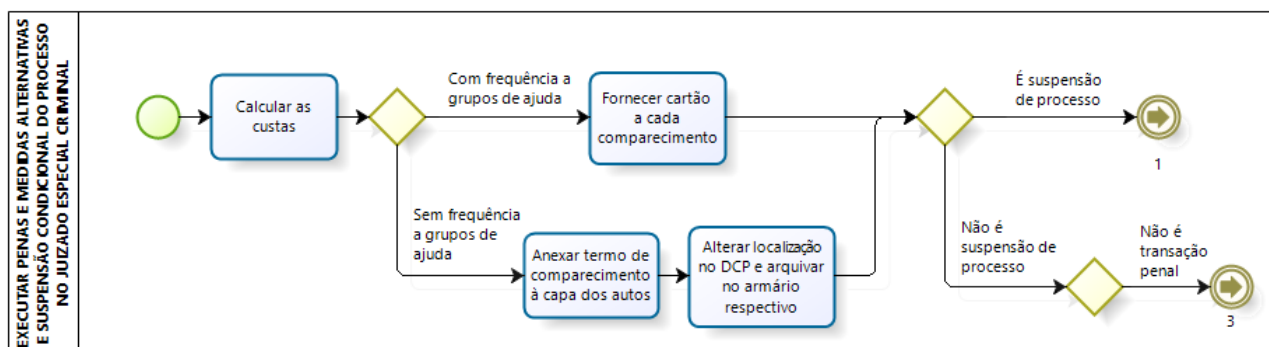 EXECUTAR PENAS E MEDIDAS ALTERNATIVAS
E SUSPENSÃO CONDICIONAL DO PROCESSO
NO JUIZADO ESPECIAL CRIMINAL
Calcular as
custas
Com frequência a
grupos de ajuda
Fornecer cartão
a cada
comparecimento
É suspensão
de processo
1
Sem frequência
a grupos de
ajuda
Anexar termo de
comparecimento
à capa dos autos
Alterar localização
no DCP e arquivar
no armário
respectivo
Não é
suspensão de
processo
Não é
transação
penal
3